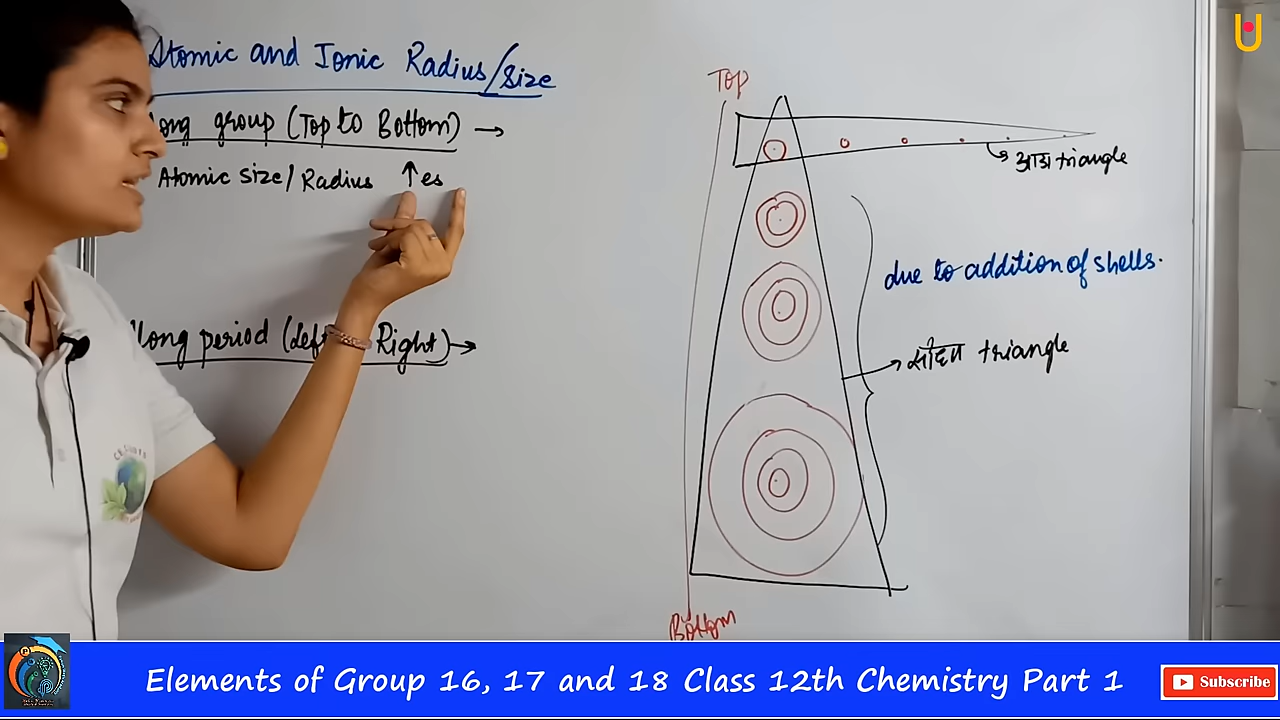 Atomic and Ionic Radius/Size
long group (Top to Bottom) →
Atomic Size/Radius ↑es
Along period (Left Right) →
Top
आडा triangle
due to addition of shells.
triangle
Bottom
Elements of Group 16, 17 and 18 Class 12th Chemistry Part 1
Subscribe